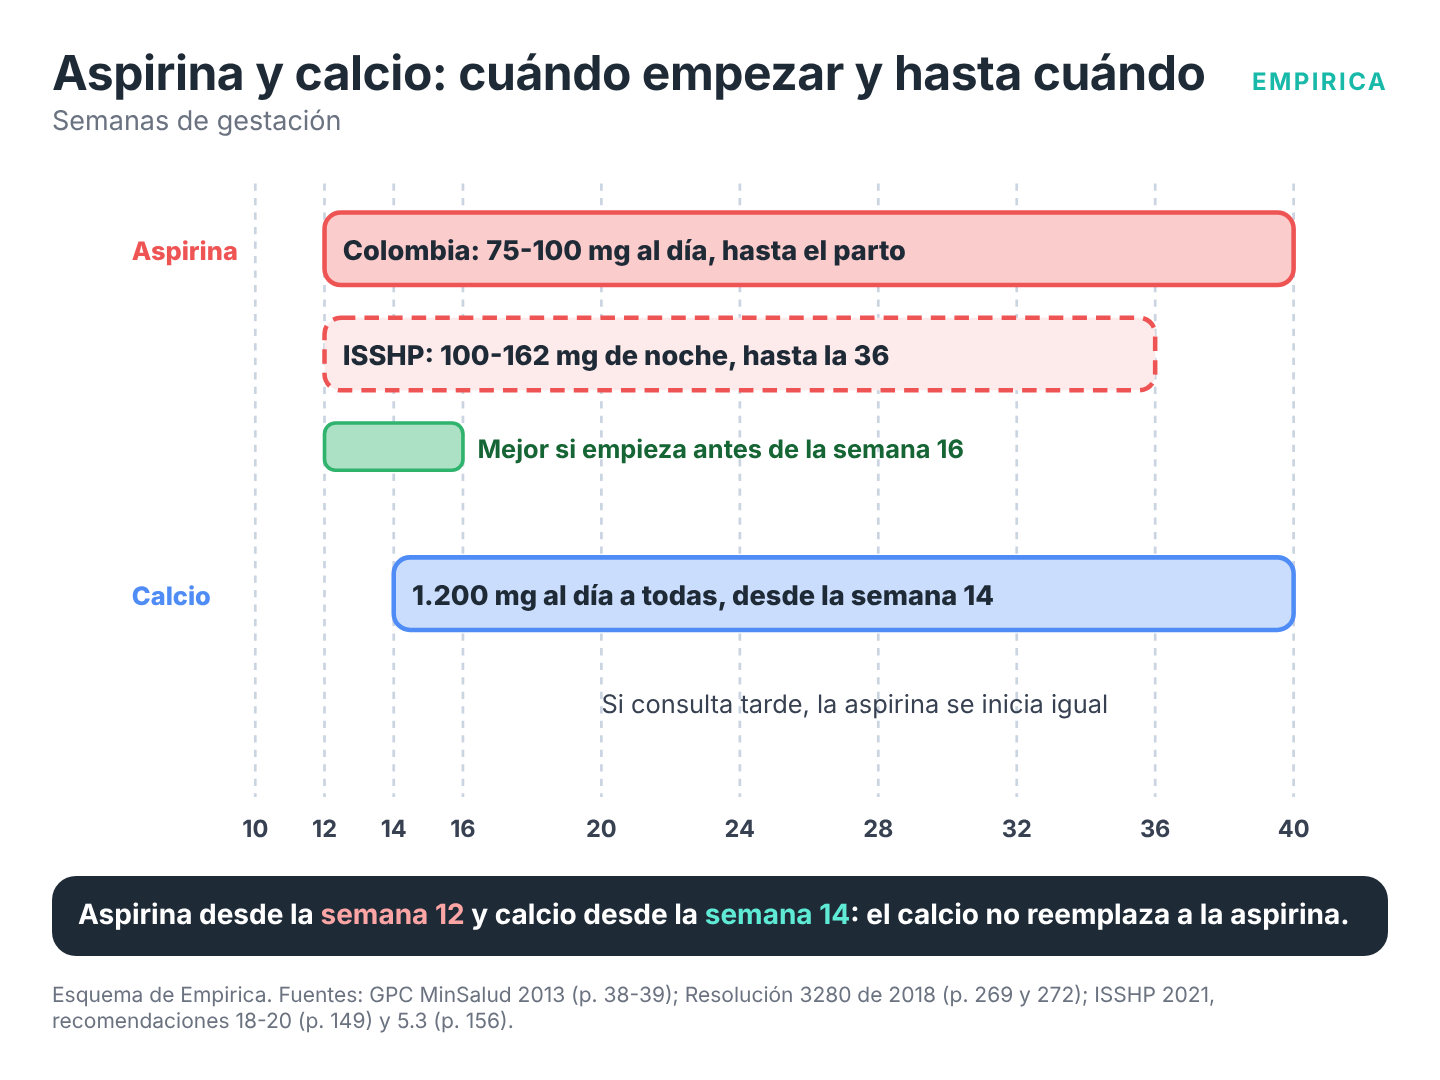 Aspirina y calcio: cuándo empezar y hasta cuándo
EMPIRICA
Semanas de gestación
Aspirina
Colombia: 75-100 mg al día, hasta el parto
ISSHP: 100-162 mg de noche, hasta la 36
Mejor si empieza antes de la semana 16
Calcio
1.200 mg al día a todas, desde la semana 14
Si consulta tarde, la aspirina se inicia igual
10 12 14 16 20 24 28 32 36 40
Aspirina desde la semana 12 y calcio desde la semana 14: el calcio no reemplaza a la aspirina.
Esquema de Empirica. Fuentes: GPC MinSalud 2013 (p. 38-39); Resolución 3280 de 2018 (p. 269 y 272); ISSHP 2021,
recomendaciones 18-20 (p. 149) y 5.3 (p. 156).